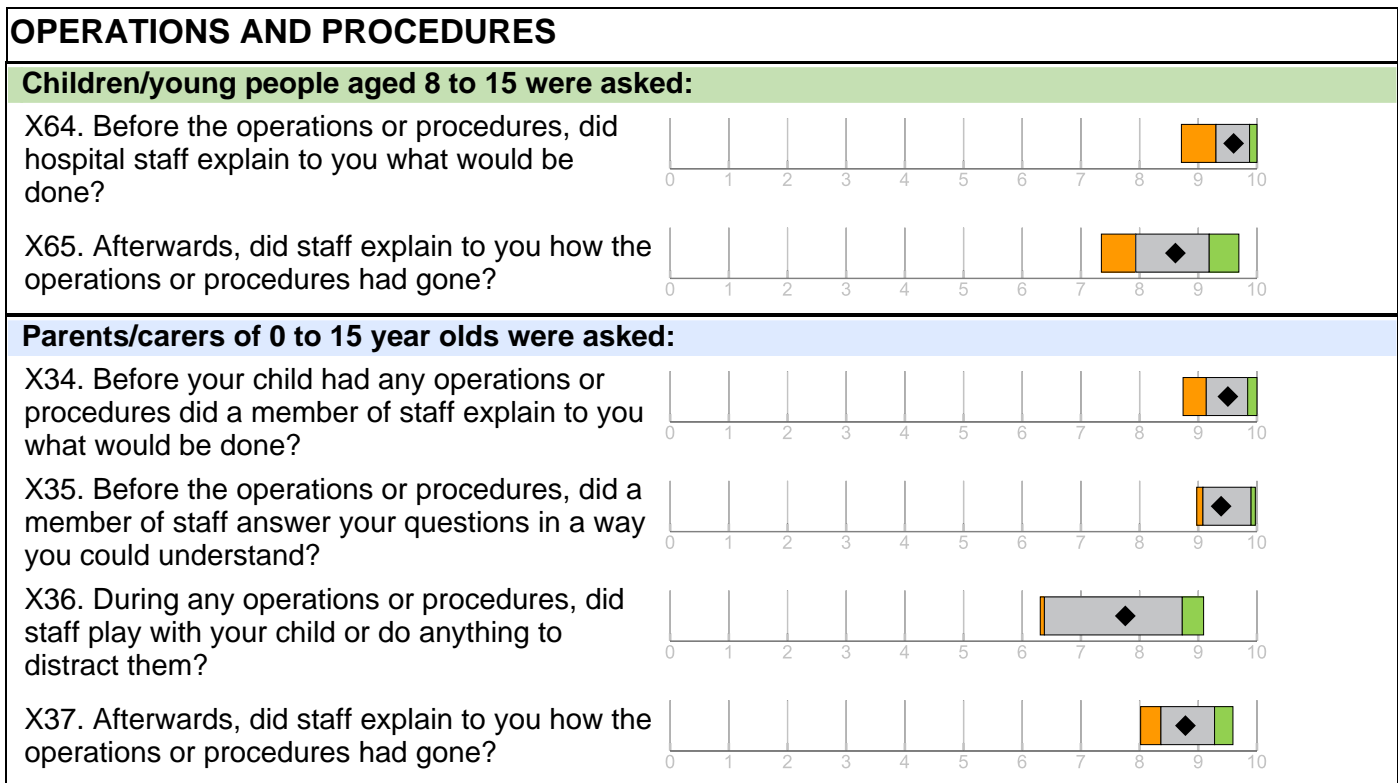 OPERATIONS AND PROCEDURES
Children/young people aged 8 to 15 were asked:
X64. Before the operations or procedures, did
hospital staff explain to you what would be
done?
0 1 2 3 4 5 6 7 8 9 10
X65. Afterwards, did staff explain to you how the
operations or procedures had gone?
0 1 2 3 4 5 6 7 8 9 10
Parents/carers of 0 to 15 year olds were asked:
X34. Before your child had any operations or
procedures did a member of staff explain to you
what would be done?
0 1 2 3 4 5 6 7 8 9 10
X35. Before the operations or procedures, did a
member of staff answer your questions in a way
you could understand?
0 1 2 3 4 5 6 7 8 9 10
X36. During any operations or procedures, did
staff play with your child or do anything to
distract them?
0 1 2 3 4 5 6 7 8 9 10
X37. Afterwards, did staff explain to you how the
operations or procedures had gone?
0 1 2 3 4 5 6 7 8 9 10